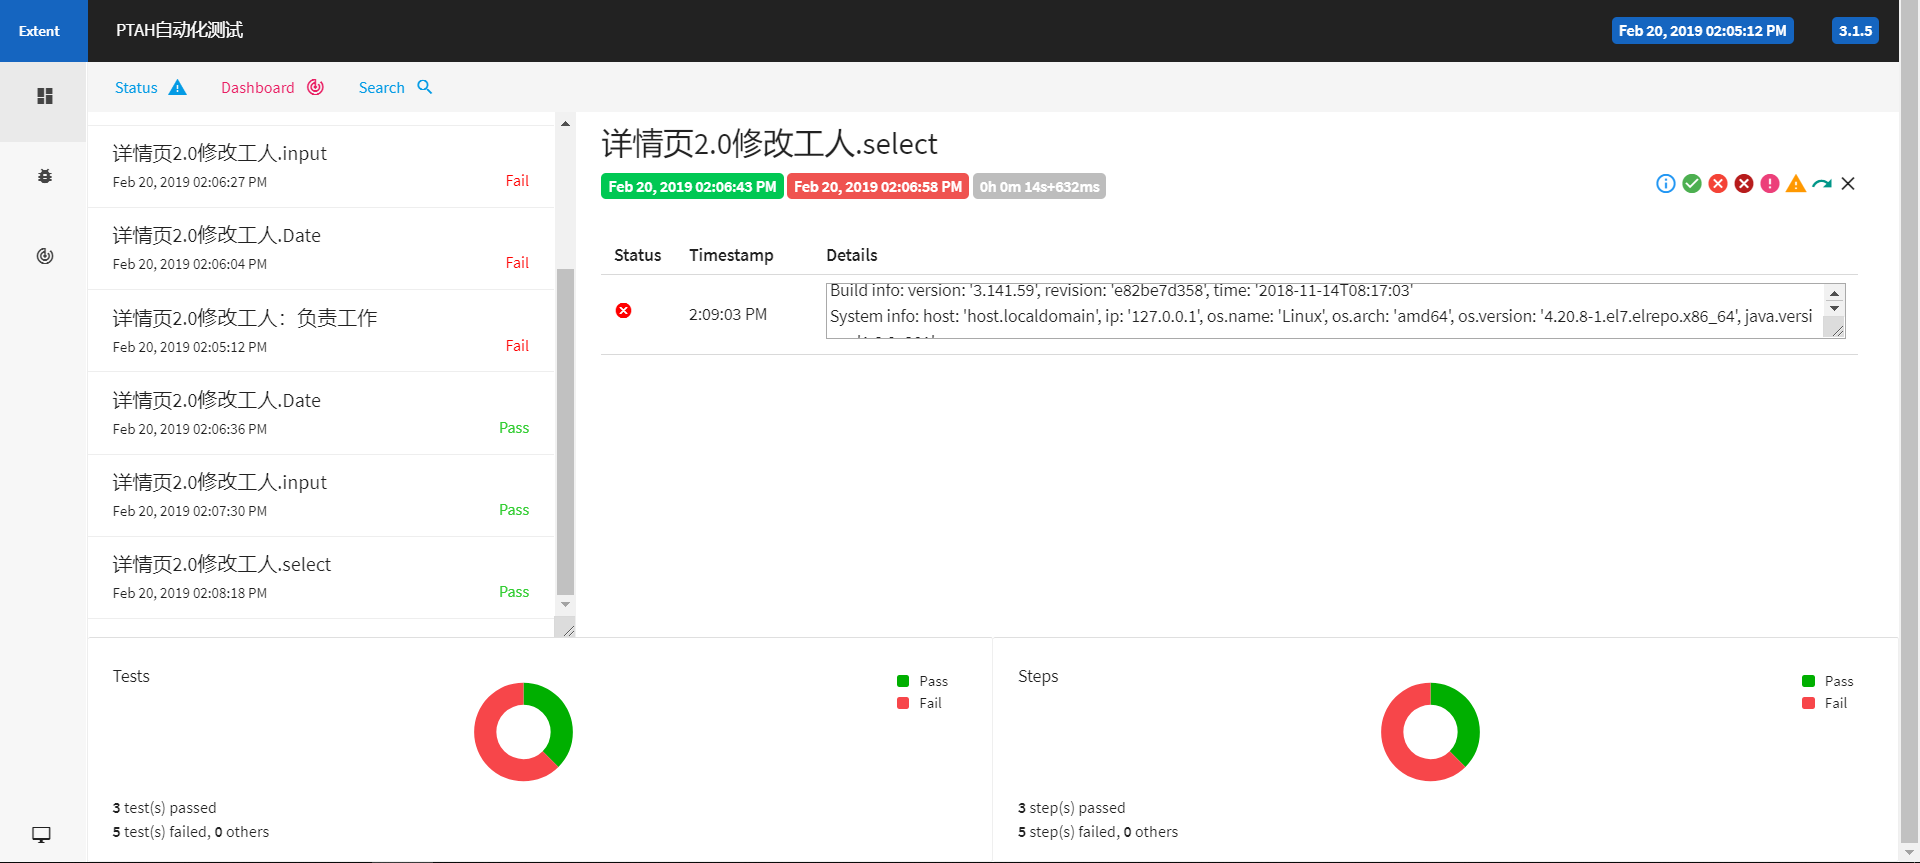 Extent
PTAH自动化测试
Feb 20, 2019 02:05:12 PM
3.1.5
Status
Dashboard
Search
详情页2.0修改工人.input
Feb 20, 2019 02:06:27 PM
Fail
详情页2.0修改工人.Date
Feb 20, 2019 02:06:04 PM
Fail
详情页2.0修改工人：负责工作
Feb 20, 2019 02:05:12 PM
Fail
详情页2.0修改工人.Date
Feb 20, 2019 02:06:36 PM
Pass
详情页2.0修改工人.input
Feb 20, 2019 02:07:30 PM
Pass
详情页2.0修改工人.select
Feb 20, 2019 02:08:18 PM
Pass
详情页2.0修改工人.select
Feb 20, 2019 02:06:43 PM Feb 20, 2019 02:06:58 PM 0h 0m 14s+632ms
Status Timestamp Details
2:09:03 PM
Build info: version: '3.141.59', revision: 'e82be7d358', time: '2018-11-14T08:17:03'
System info: host: 'host.localdomain', ip: '127.0.0.1', os.name: 'Linux', os.arch: 'amd64', os.version: '4.20.8-1.el7.elrepo.x86_64', java.versi
Tests
Pass
Fail
3 test(s) passed
5 test(s) failed, 0 others
Steps
Pass
Fail
3 step(s) passed
5 step(s) failed, 0 others